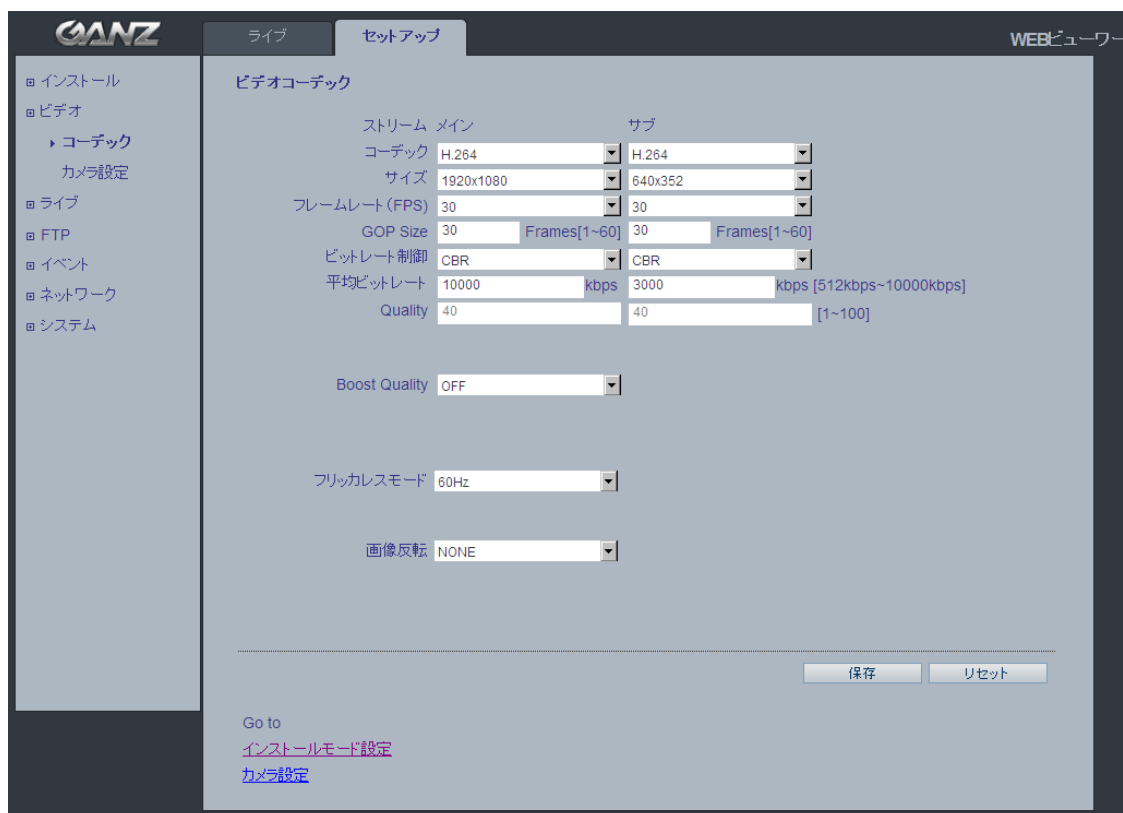 GANZ
ライブ
セットアップ
WEBビューワー
インストール
ビデオ
コーデック
カメラ設定
ライブ
FTP
イベント
ネットワーク
システム
ビデオコーデック
ストリーム メイン サブ
コーデック H.264 H.264
サイズ 1920x1080 640x352
フレームレート(FPS) 30 30
GOP Size 30 Frames[1~60] 30 Frames[1~60]
ビットレート制御 CBR CBR
平均ビットレート 10000 kbps 3000 kbps [512kbps~10000kbps]
Quality 40 40 [1~100]
Boost Quality OFF
フリッカレスモード 60Hz
画像反転 NONE
保存 リセット
Go to
インストールモード設定
カメラ設定